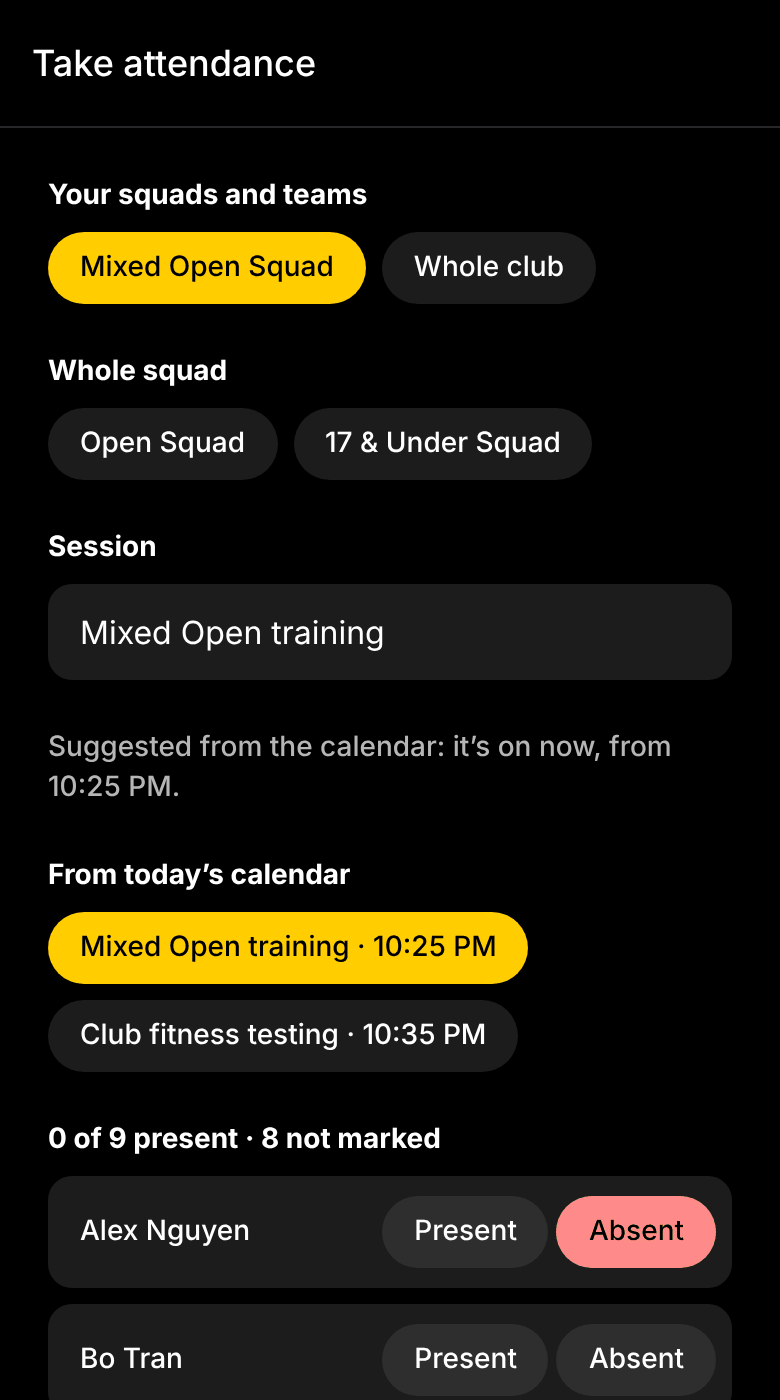 Take attendance
Your squads and teams
Mixed Open Squad
Whole club
Whole squad
Open Squad
17 & Under Squad
Session
Mixed Open training
Suggested from the calendar: it’s on now, from
10:25 PM.
From today’s calendar
Mixed Open training · 10:25 PM
Club fitness testing · 10:35 PM
0 of 9 present · 8 not marked
Alex Nguyen
Present
Absent
Bo Tran
Present
Absent